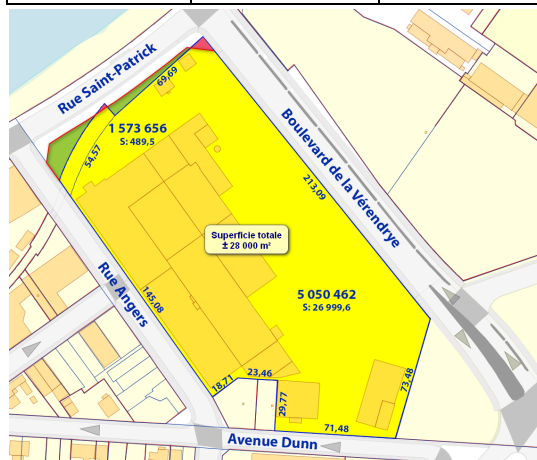 Rue Saint-Patrick
69,69
1 573 656
S: 489,5
54,57
Boulevard de la Vérendrye
213,09
Superficie totale
± 28 000 m²
Rue Angers
145,08
5 050 462
S: 26 999,6
18,71
23,46
29,77
73,48
71,48
Avenue Dunn